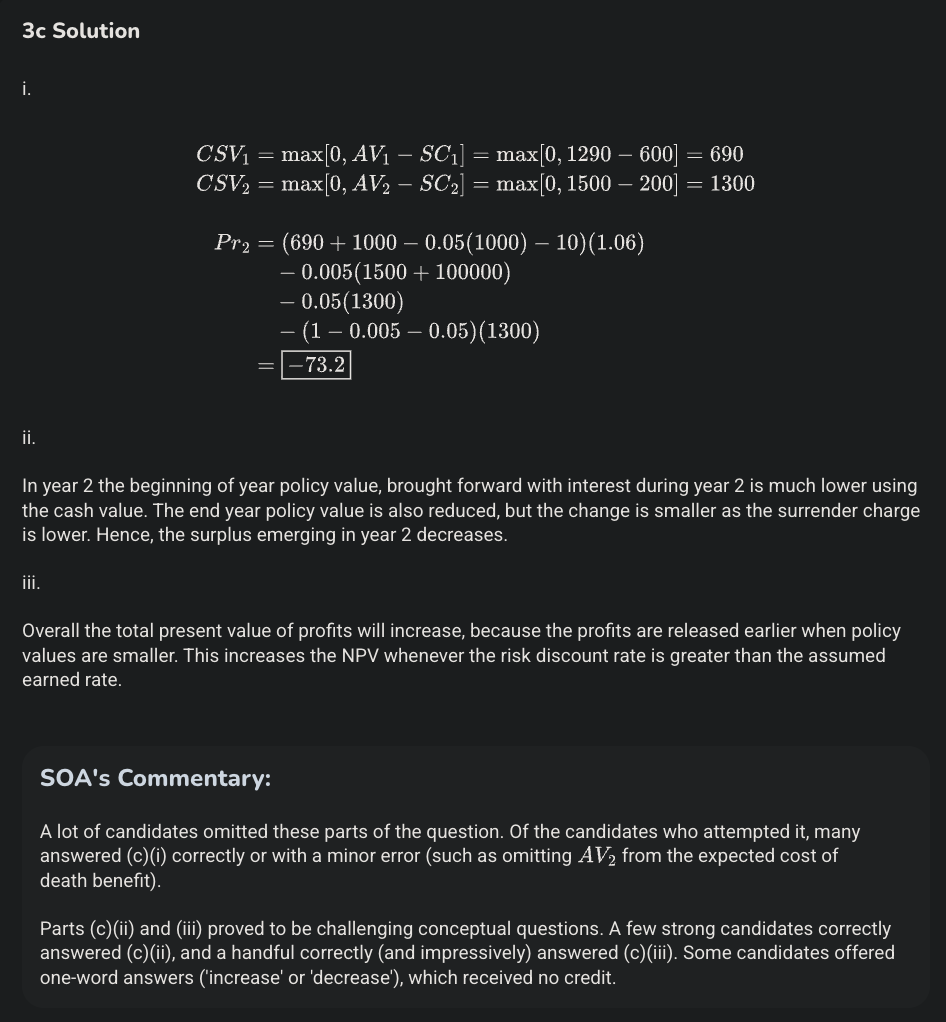 3c Solution
i.
CSV₁ = max[0, AV₁ − SC₁] = max[0, 1290 − 600] = 690
CSV₂ = max[0, AV₂ − SC₂] = max[0, 1500 − 200] = 1300
Pr₂ = (690 + 1000 − 0.05(1000) − 10)(1.06)
− 0.005(1500 + 100000)
− 0.05(1300)
− (1 − 0.005 − 0.05)(1300)
= −73.2
ii.
In year 2 the beginning of year policy value, brought forward with interest during year 2 is much lower using
the cash value. The end year policy value is also reduced, but the change is smaller as the surrender charge
is lower. Hence, the surplus emerging in year 2 decreases.
iii.
Overall the total present value of profits will increase, because the profits are released earlier when policy
values are smaller. This increases the NPV whenever the risk discount rate is greater than the assumed
earned rate.
SOA's Commentary:
A lot of candidates omitted these parts of the question. Of the candidates who attempted it, many
answered (c)(i) correctly or with a minor error (such as omitting AV₂ from the expected cost of
death benefit).
Parts (c)(ii) and (iii) proved to be challenging conceptual questions. A few strong candidates correctly
answered (c)(ii), and a handful correctly (and impressively) answered (c)(iii). Some candidates offered
one-word answers ('increase' or 'decrease'), which received no credit.